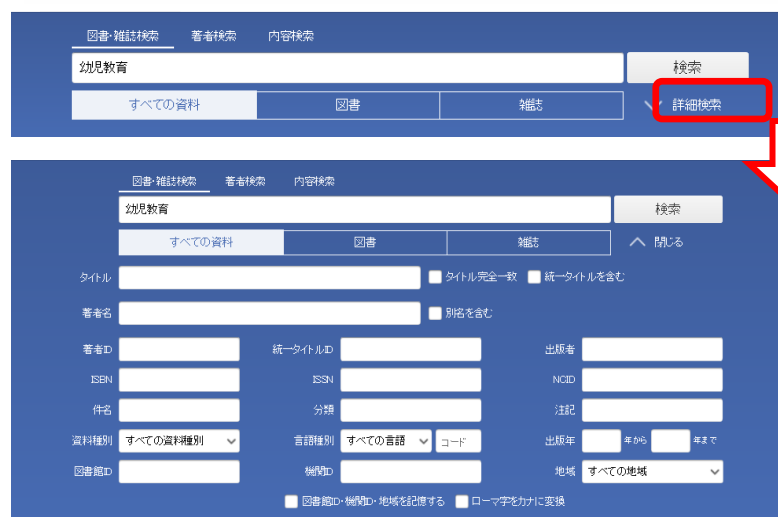 図書・雑誌検索 著者検索 内容検索
幼児教育 検索
すべての資料 図書 雑誌 詳細検索
図書・雑誌検索 著者検索 内容検索
幼児教育 検索
すべての資料 図書 雑誌 閉じる
タイトル タイトル完全一致 統一タイトルを含む
著者名 別名を含む
著者ID 統一タイトルID 出版者
ISBN ISSN NCID
件名 分類 注記
資料種別 すべての資料種別 言語種別 すべての言語 コード 出版年 年から 年まで
図書館ID 機関ID 地域 すべての地域
図書館ID・機関ID・地域を記憶する ローマ字をカナに変換